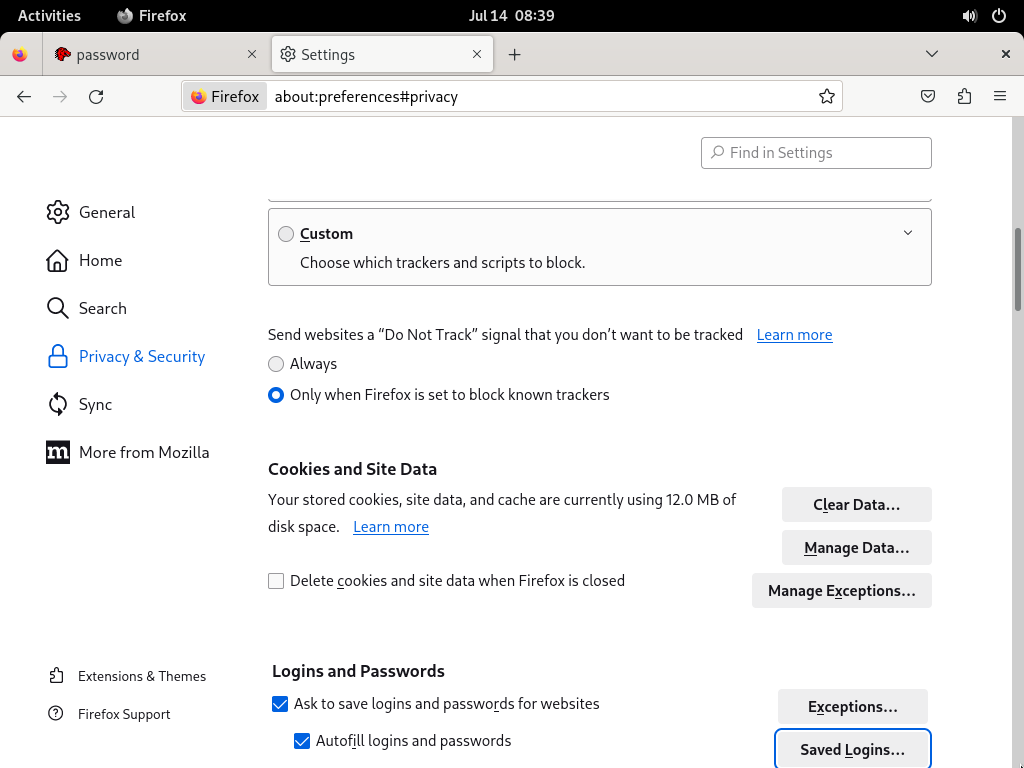 Activities
Firefox
Jul 14 08:39
password
Settings
Firefox
about:preferences#privacy
Find in Settings
General
Home
Search
Privacy & Security
Sync
More from Mozilla
Extensions & Themes
Firefox Support
Custom
Choose which trackers and scripts to block.
Send websites a “Do Not Track” signal that you don’t want to be tracked Learn more
Always
Only when Firefox is set to block known trackers
Cookies and Site Data
Your stored cookies, site data, and cache are currently using 12.0 MB of
disk space. Learn more
Clear Data…
Manage Data…
Delete cookies and site data when Firefox is closed
Manage Exceptions…
Logins and Passwords
Ask to save logins and passwords for websites
Exceptions…
Autofill logins and passwords
Saved Logins…